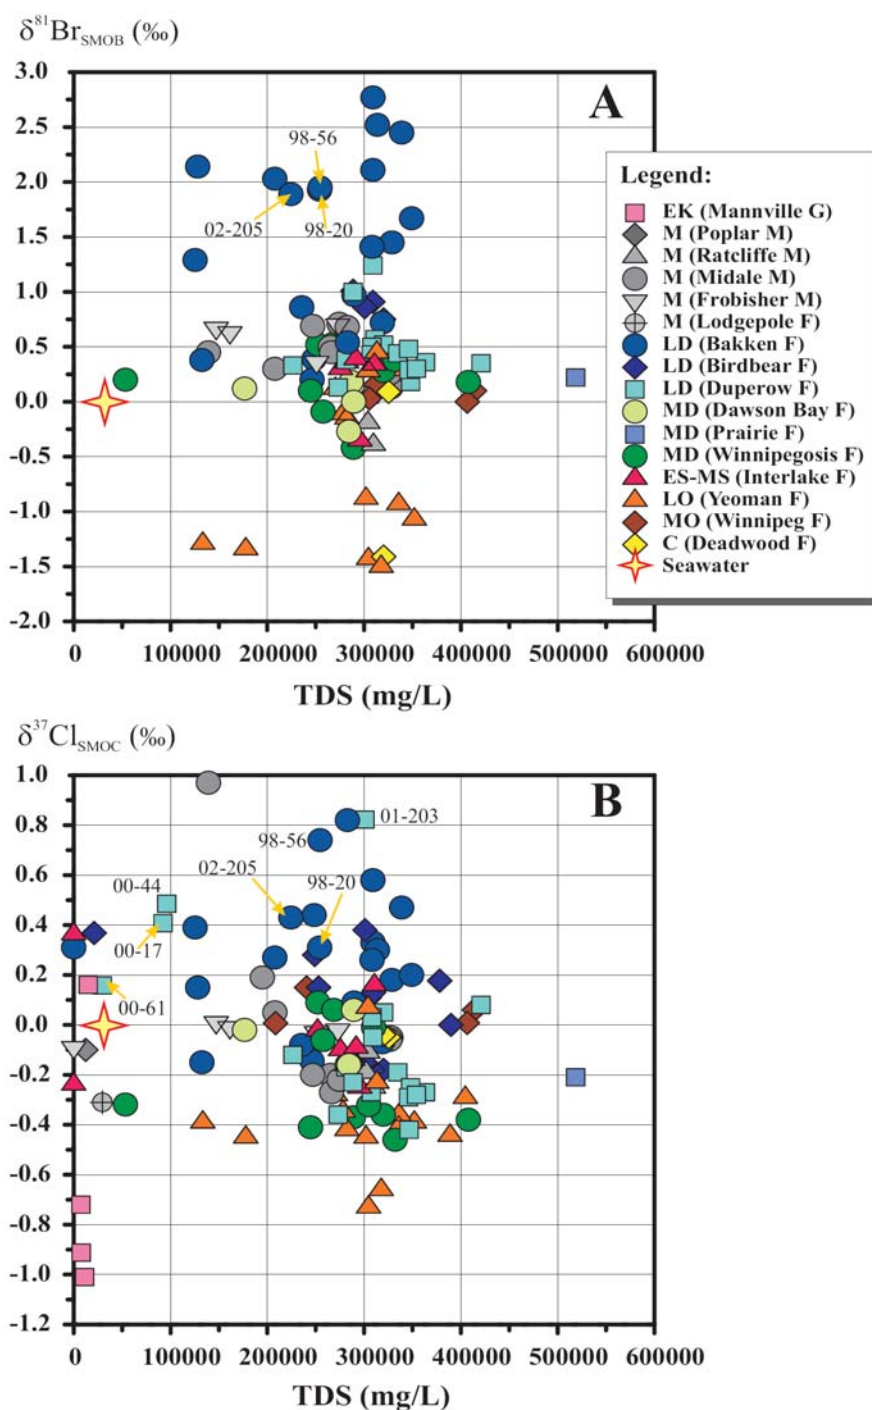 δ⁸¹Br_SMOB (‰)
A
3.0
2.5
2.0
1.5
1.0
0.5
0.0
-0.5
-1.0
-1.5
-2.0
98-56
02-205
98-20
Legend:
EK (Mannville G)
M (Poplar M)
M (Ratcliffe M)
M (Midale M)
M (Frobisher M)
M (Lodgepole F)
LD (Bakken F)
LD (Birdbear F)
LD (Duperow F)
MD (Dawson Bay F)
MD (Prairie F)
MD (Winnipegosis F)
ES-MS (Interlake F)
LO (Yeoman F)
MO (Winnipeg F)
C (Deadwood F)
Seawater
0 100000 200000 300000 400000 500000 600000
TDS (mg/L)
δ³⁷Cl_SMOC (‰)
B
1.0
0.8
0.6
0.4
0.2
0.0
-0.2
-0.4
-0.6
-0.8
-1.0
-1.2
01-203
98-56
02-205
98-20
00-44
00-17
00-61
0 100000 200000 300000 400000 500000 600000
TDS (mg/L)